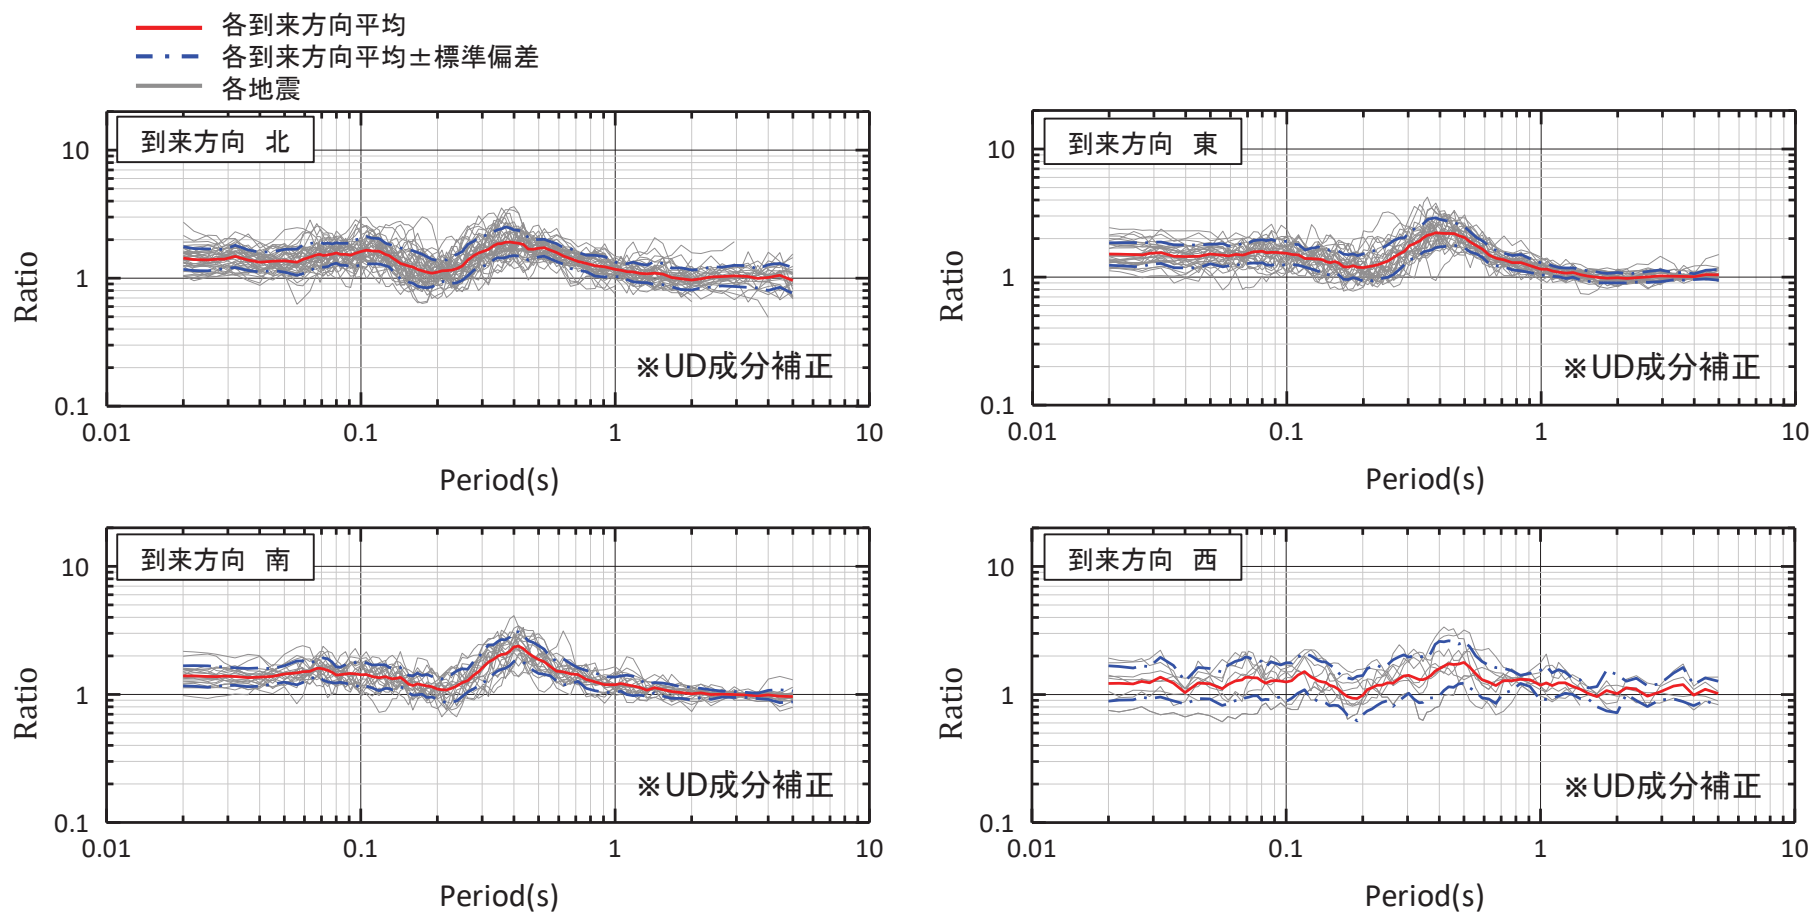 各到来方向平均
各到来方向平均±標準偏差
各地震
到来方向 北
10
1
0.1
Ratio
0.01 0.1 1 10
Period(s)
※UD成分補正
到来方向 東
10
1
0.1
Ratio
0.01 0.1 1 10
Period(s)
※UD成分補正
到来方向 南
10
1
0.1
Ratio
0.01 0.1 1 10
Period(s)
※UD成分補正
到来方向 西
10
1
0.1
Ratio
0.01 0.1 1 10
Period(s)
※UD成分補正